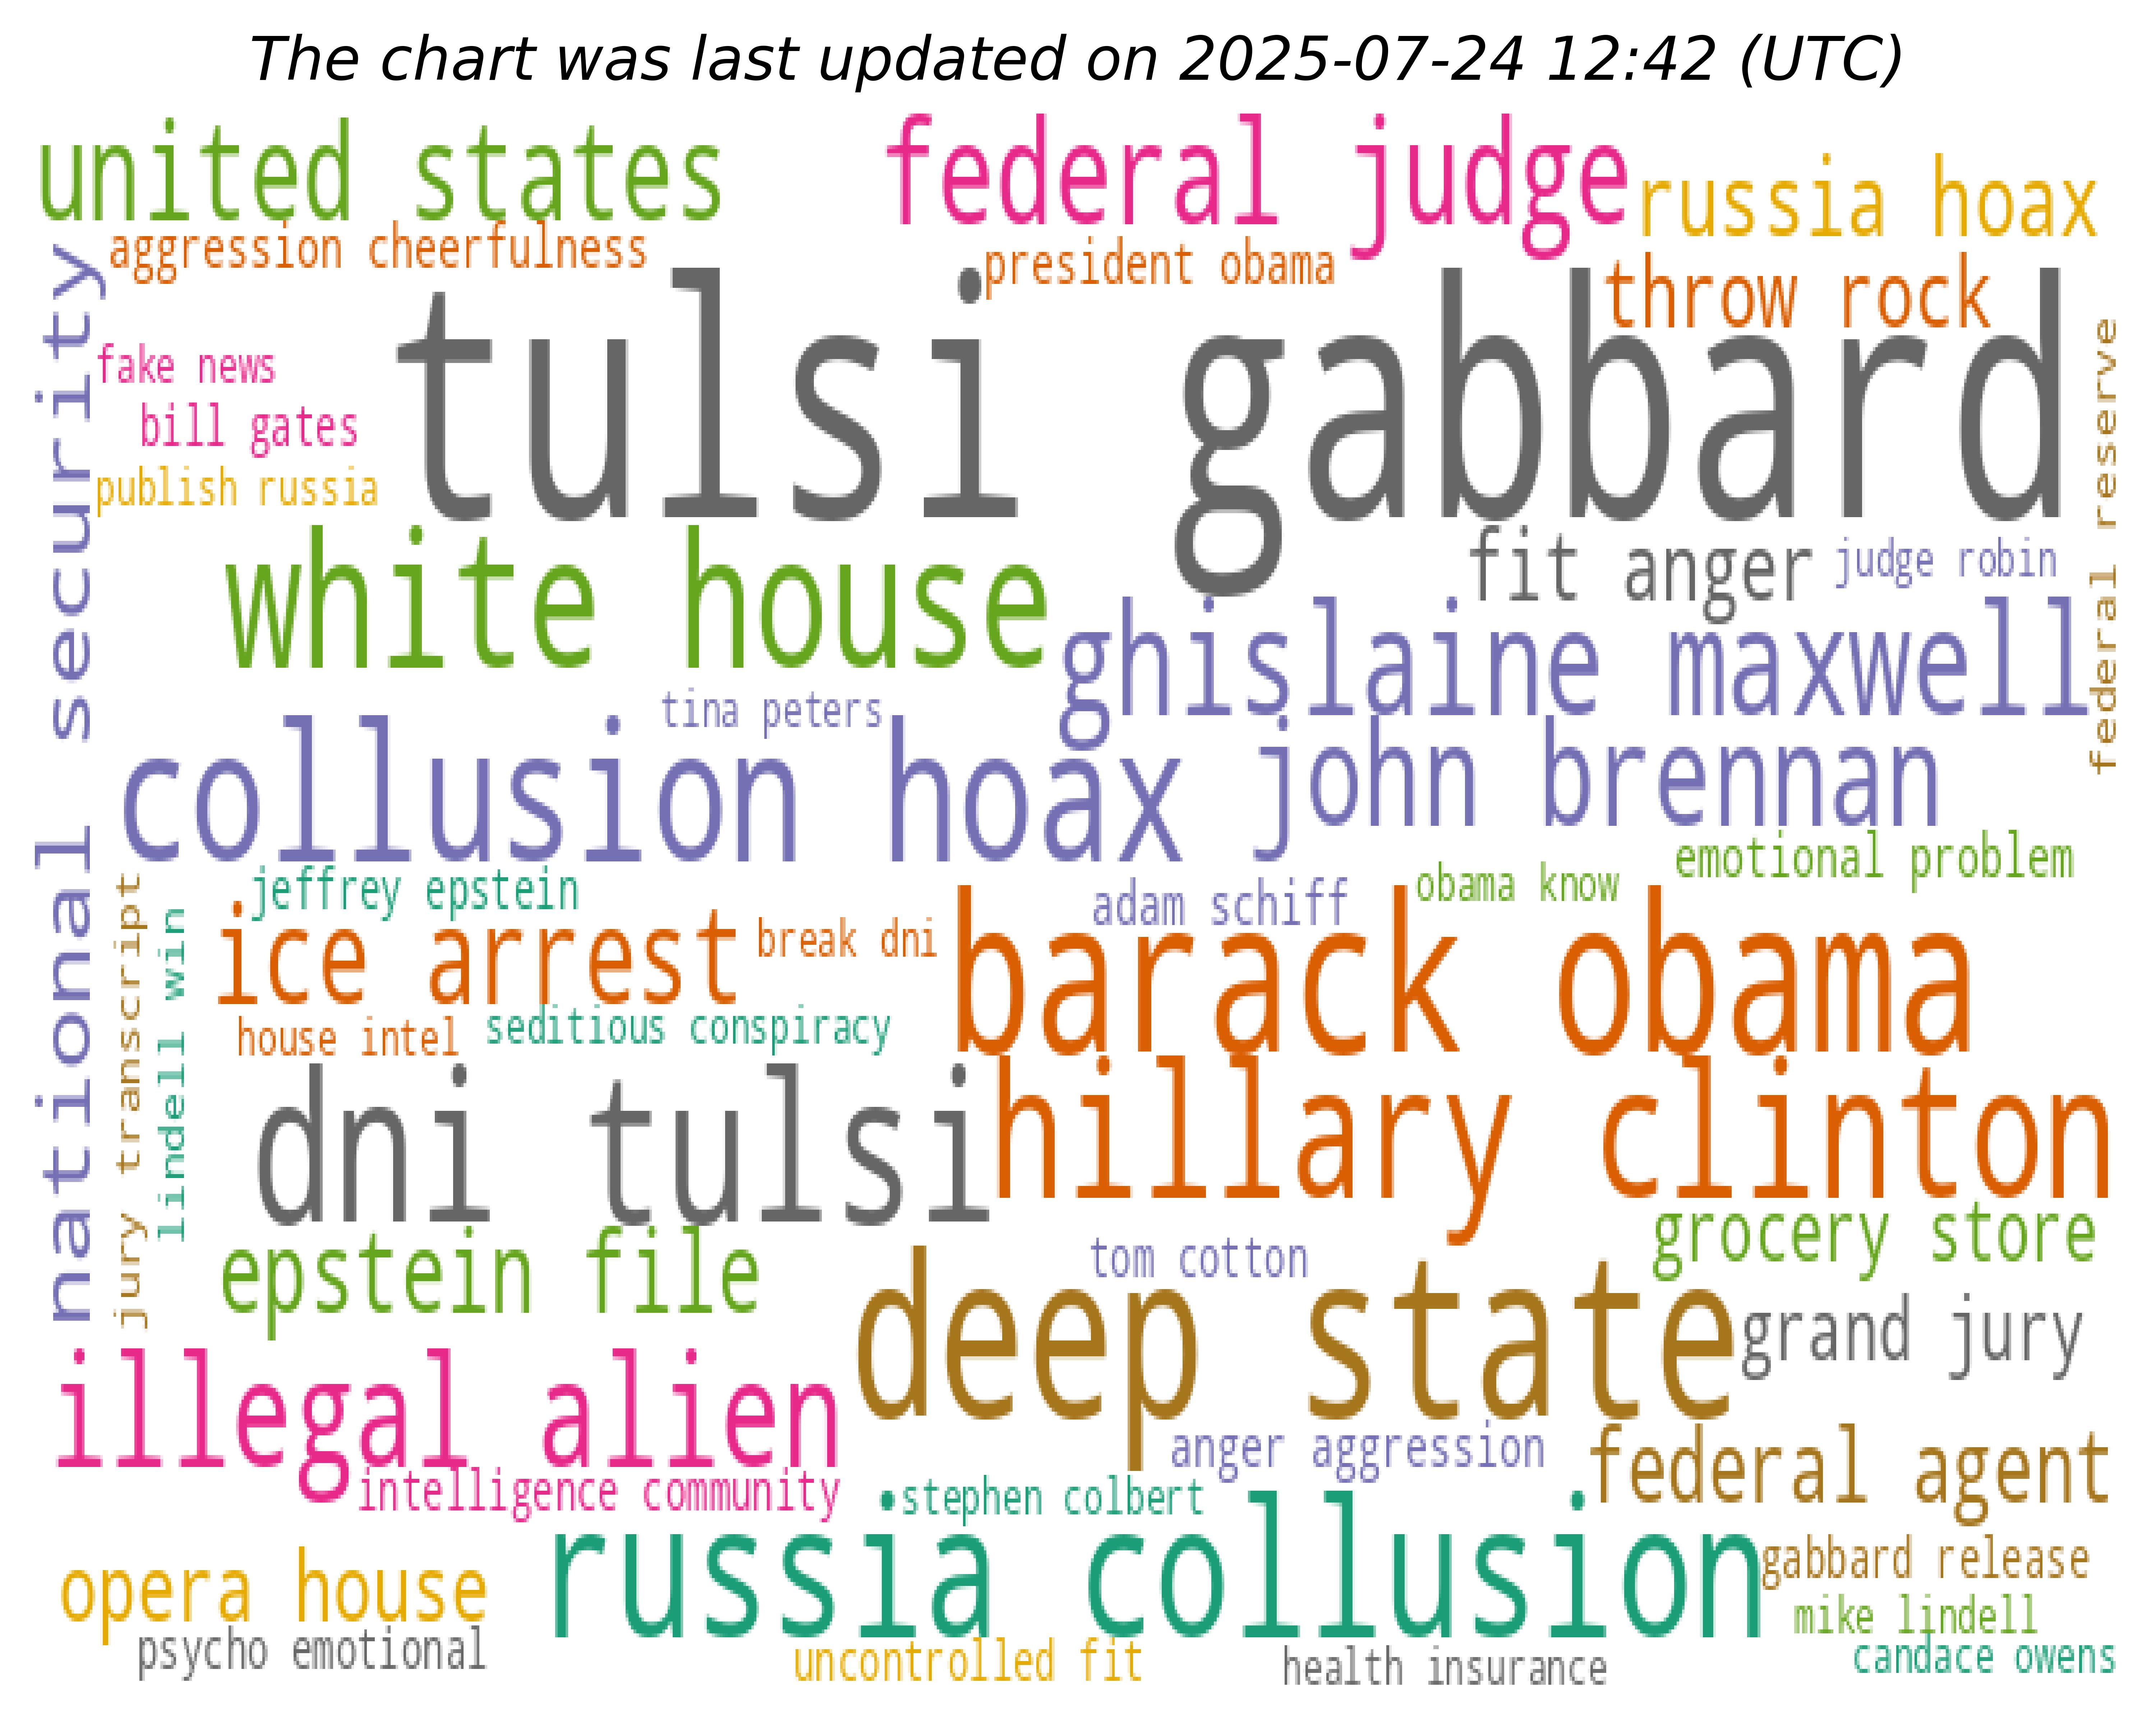 The chart was last updated on 2025-07-24 12:42 (UTC)
united states
federal judge
russia hoax
aggression cheerfulness
president obama
throw rock
national security
tulsi gabbard
federal reserve
fake news
bill gates
publish russia
white house
fit anger
judge robin
ghislaine maxwell
tina peters
collusion hoax
john brennan
emotional problem
jeffrey epstein
adam schiff
obama know
jury transcript
lindell win
ice arrest
break dni
barack obama
house intel
seditious conspiracy
dni tulsi
hillary clinton
epstein file
tom cotton
grocery store
deep state
grand jury
illegal alien
anger aggression
federal agent
intelligence community
stephen colbert
russia collusion
opera house
gabbard release
mike lindell
psycho emotional
uncontrolled fit
health insurance
candace owens